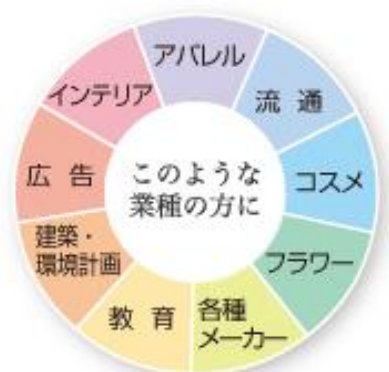 このような
業種の方に
アパレル
流通
コスメ
フラワー
各種
メーカー
教育
建築・
環境計画
広告
インテリア